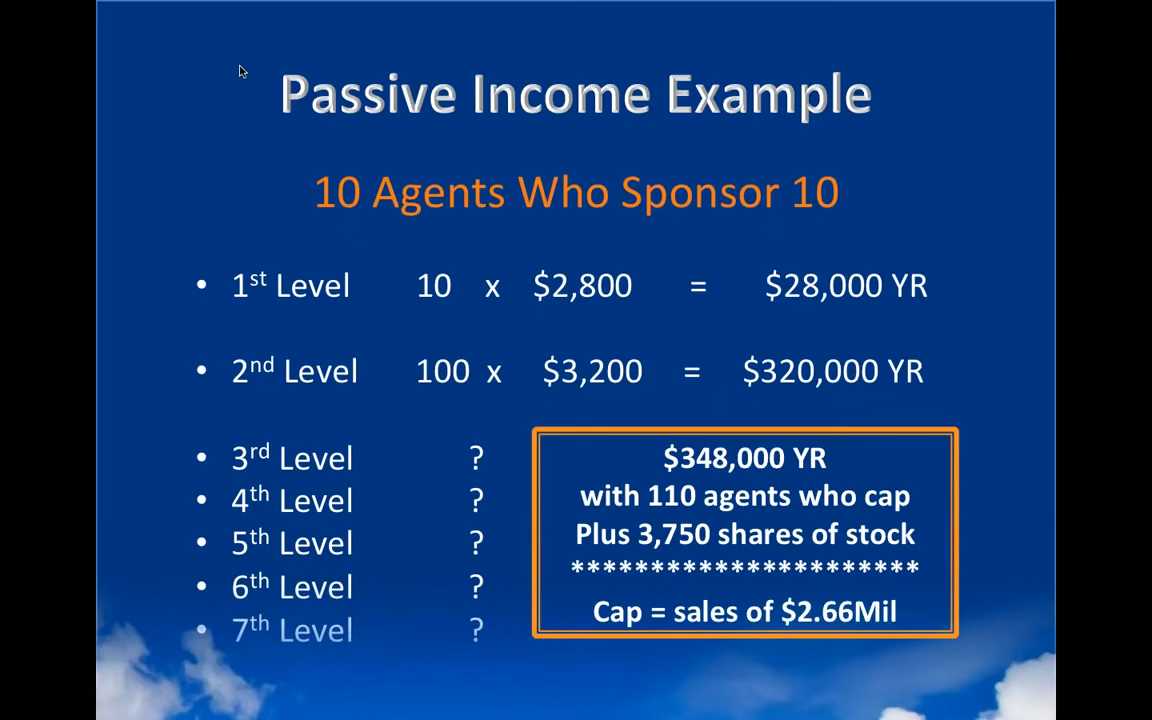 Passive Income Example
10 Agents Who Sponsor 10
• 1st Level 10 x $2,800 = $28,000 YR
• 2nd Level 100 x $3,200 = $320,000 YR
• 3rd Level ?
• 4th Level ?
• 5th Level ?
• 6th Level ?
• 7th Level ?
$348,000 YR
with 110 agents who cap
Plus 3,750 shares of stock
**********************
Cap = sales of $2.66Mil